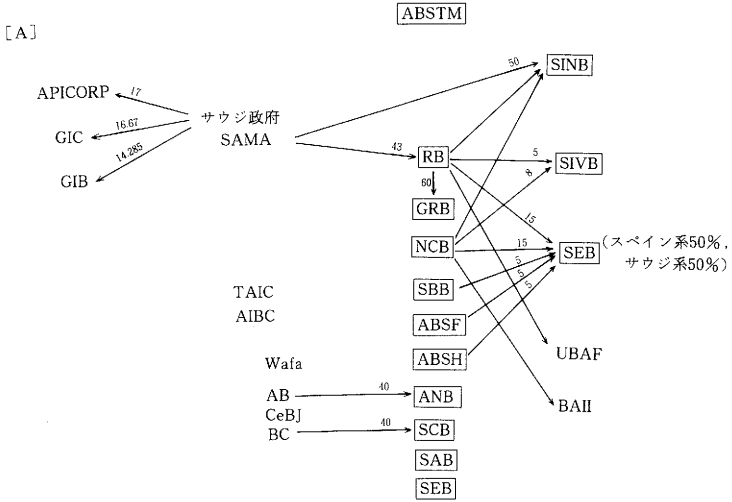 ABSTM
[A]
50
SINB
APICORP
17
サウジ政府
GIC
16.67
SAMA
43
RB
5
SIVB
GIB
14.285
60
8
GRB
15
NCB
15
SEB
(スペイン系50%,
サウジ系50%)
SBB
5
5
5
TAIC
AIBC
ABSF
ABSH
UBAF
Wafa
AB
40
ANB
BAII
CeBJ
BC
40
SCB
SAB
SEB